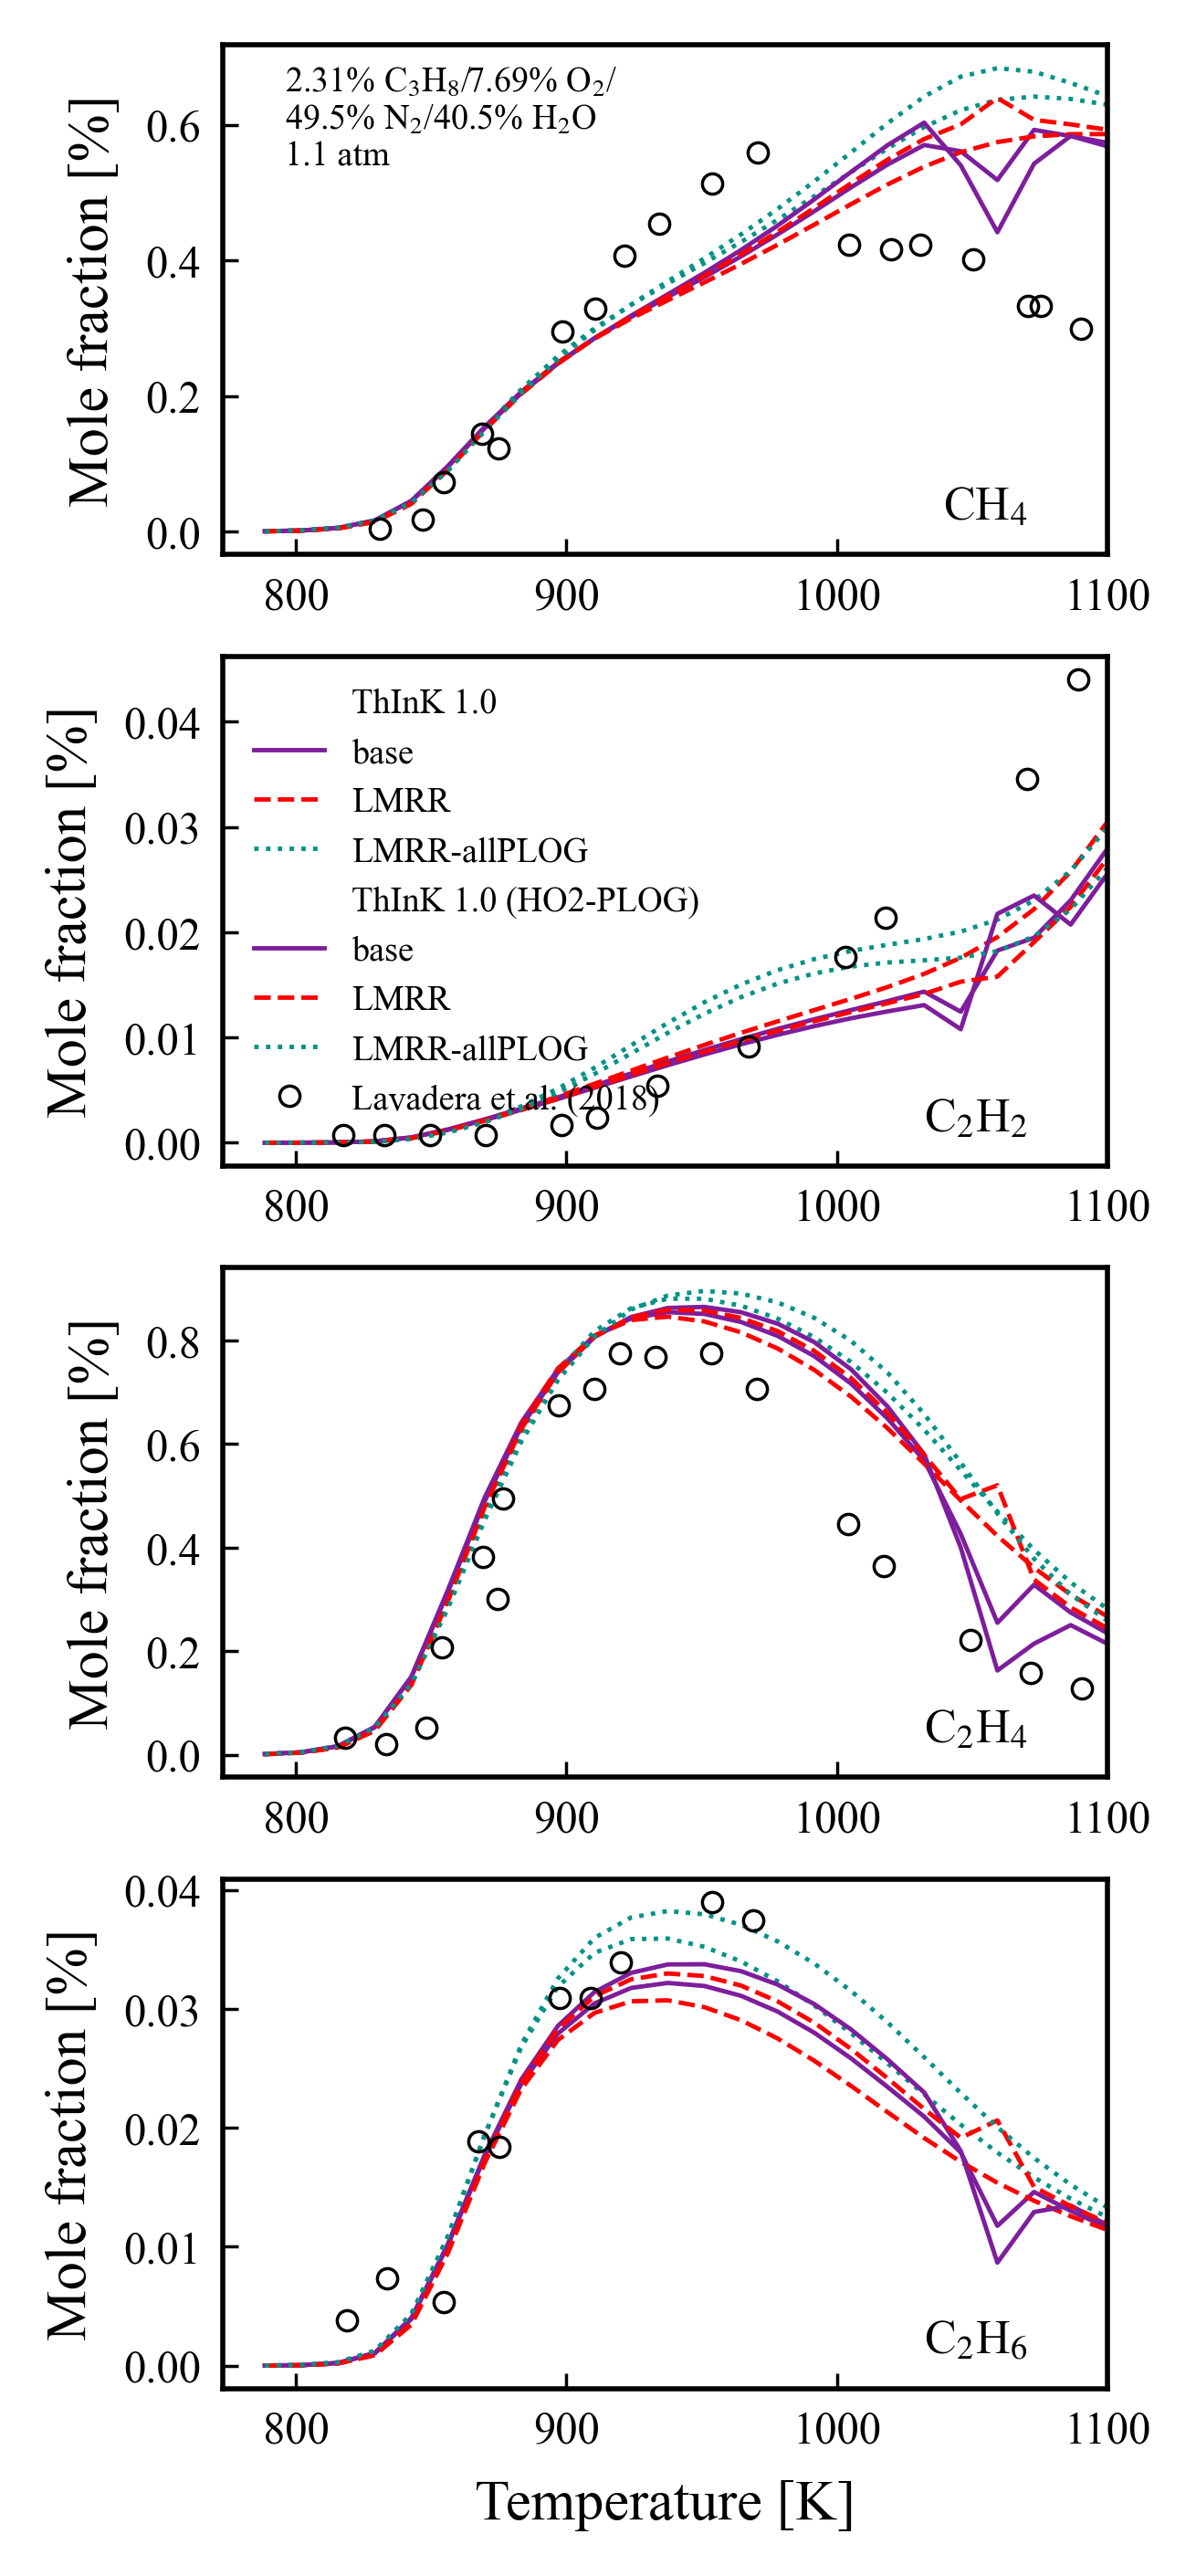 2.31% C₃H₈/7.69% O₂/
49.5% N₂/40.5% H₂O
1.1 atm
Mole fraction [%]
0.6
0.4
0.2
0.0
CH₄
800 900 1000 1100
Mole fraction [%]
0.04
0.03
0.02
0.01
0.00
ThInK 1.0
base
LMRR
LMRR-allPLOG
ThInK 1.0 (HO2-PLOG)
base
LMRR
LMRR-allPLOG
Lavadera et al. (2018)
C₂H₂
800 900 1000 1100
Mole fraction [%]
0.8
0.6
0.4
0.2
0.0
C₂H₄
800 900 1000 1100
Mole fraction [%]
0.04
0.03
0.02
0.01
0.00
C₂H₆
800 900 1000 1100
Temperature [K]